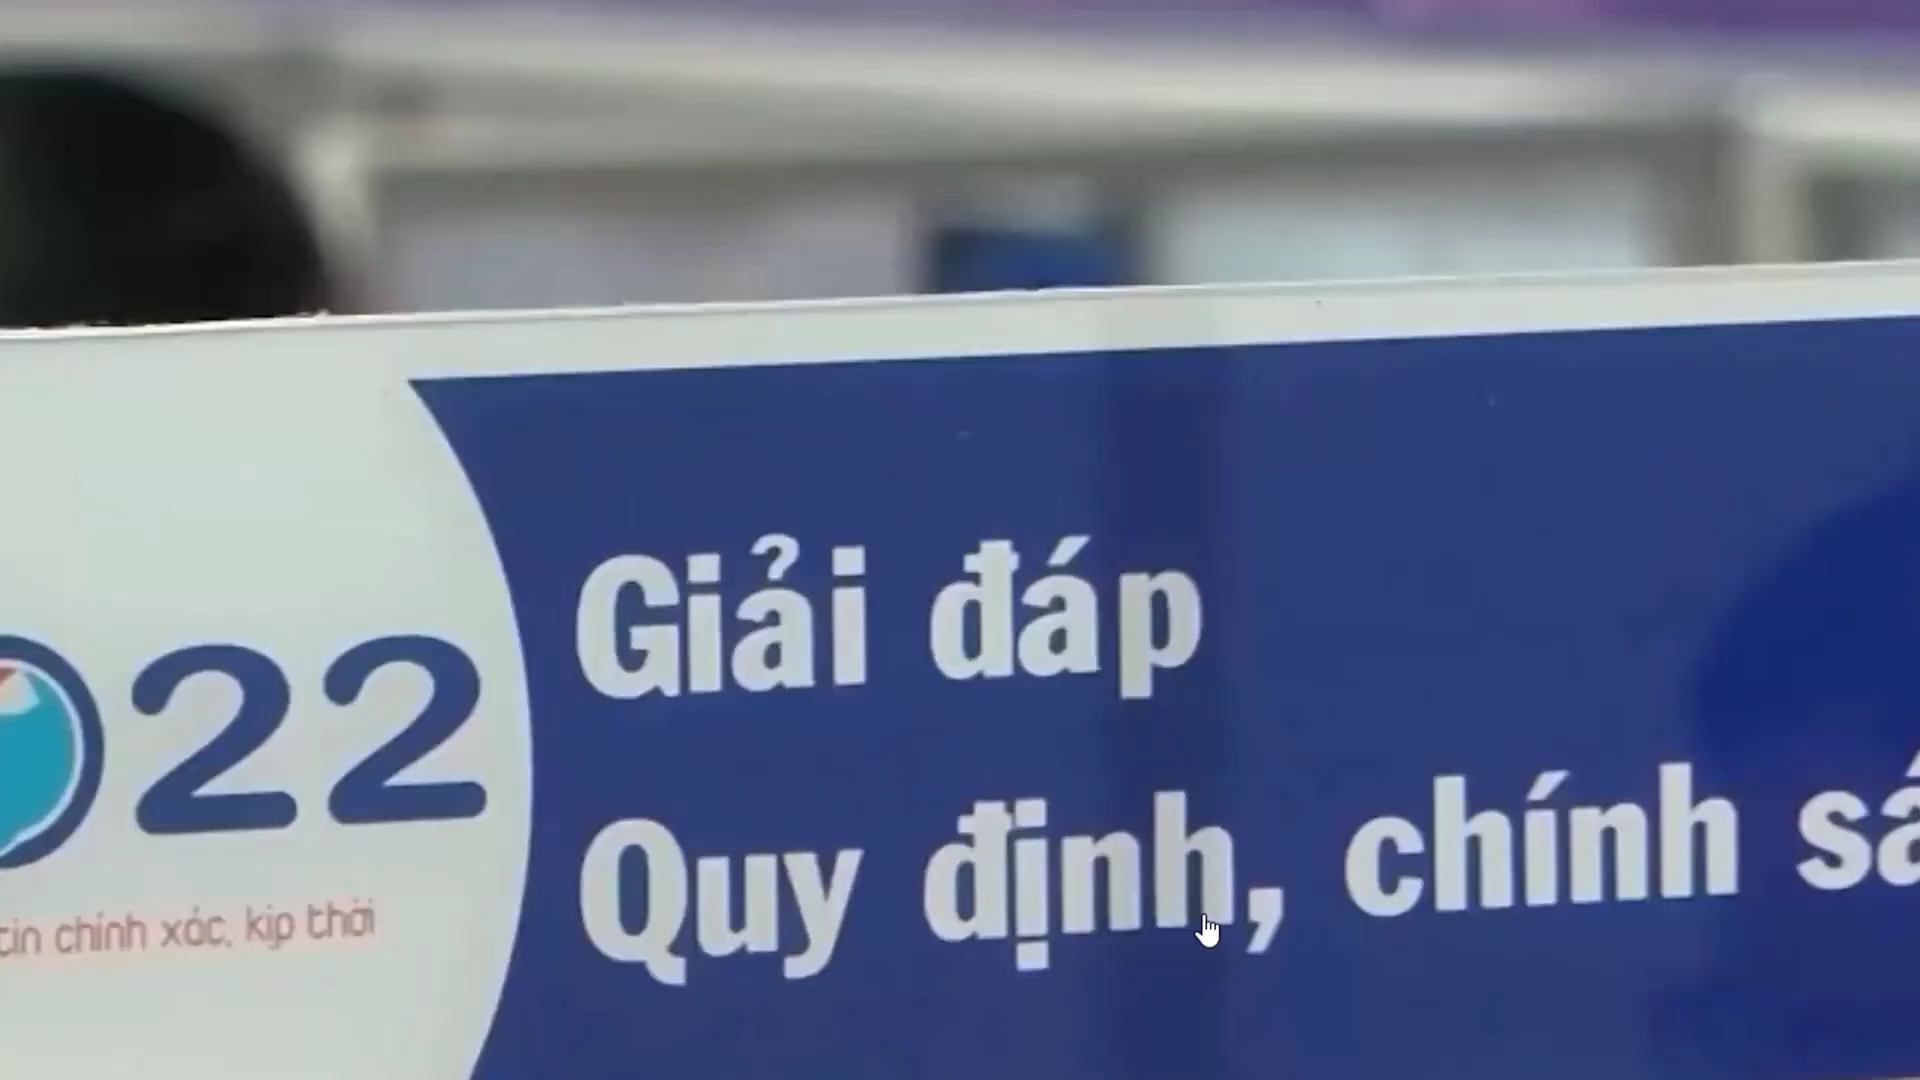 22
tin chính xác, kịp thời
Giải đáp
Quy định, chính